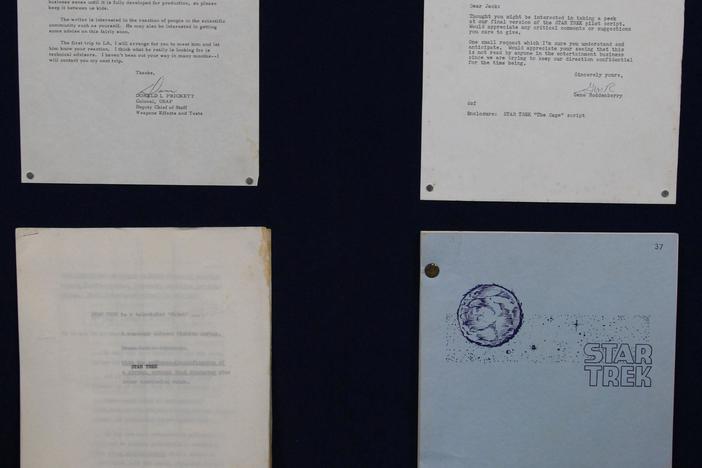 business sense until it is fully developed for production, so please
keep it between us kids.
The writer is interested in the reaction of people in the scientific
community such as yourself. He may also be interested in getting
some advice on this fairly soon.
The first trip to LA, I will arrange for you to meet him and let
him know your reaction. I think what he really is looking for is
technical advisors. I haven't been out your way in many months--I
will contact you my next trip.
Thanks,
DONALD L PRICKETT
Colonel, USAF
Deputy Chief of Staff
Weapons Effects and Tests
Dear Jack:
Thought you might be interested in taking a peek
at our final version of the STAR TREK pilot script.
Would appreciate any critical comments or suggestions
you care to give.
One small request which I'm sure you understand and
anticipate. Would appreciate your seeing that this
is not read by anyone in the entertainment business
since we are trying to keep our direction confidential
for the time being.
Sincerely yours,
Gene Roddenberry
Enclosure: STAR TREK "The Cage" script
STAR TREK is a television
STAR TREK
37
STAR
TREK